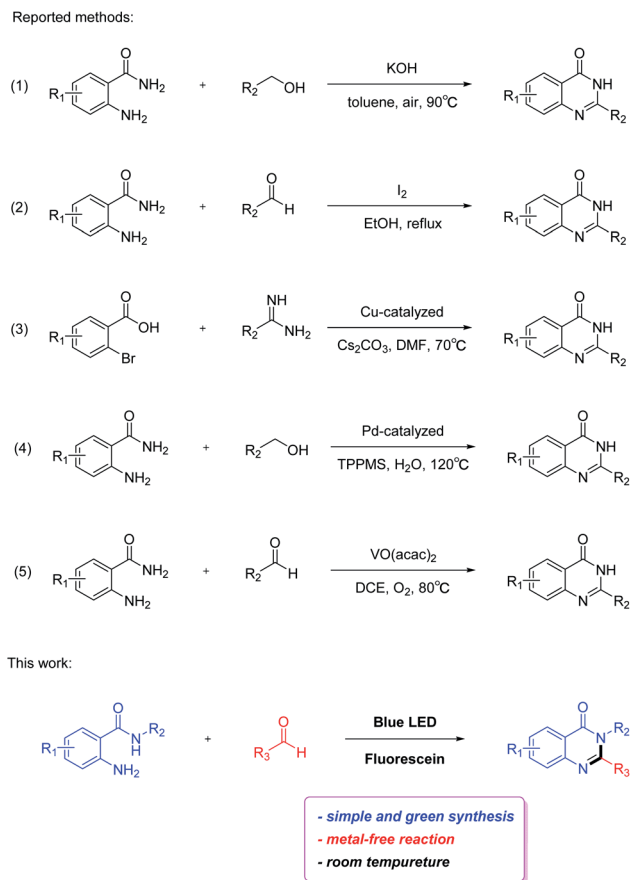 Reported methods:
(1) R₁ O NH₂ NH₂ + R₂ OH KOH toluene, air, 90°C O NH N R₂ R₁
(2) R₁ O NH₂ NH₂ + R₂ O H I₂ EtOH, reflux O NH N R₂ R₁
(3) R₁ O OH Br + NH R₂ NH₂ Cu-catalyzed Cs₂CO₃, DMF, 70°C O NH N R₂ R₁
(4) R₁ O NH₂ NH₂ + R₂ OH Pd-catalyzed TPPMS, H₂O, 120°C O NH N R₂ R₁
(5) R₁ O NH₂ NH₂ + R₂ O H VO(acac)₂ DCE, O₂, 80°C O NH N R₂ R₁
This work:
R₁ O N H R₂ NH₂ + R₃ O H Blue LED Fluorescein O N R₂ N R₃ R₁
- simple and green synthesis
- metal-free reaction
- room tempureture